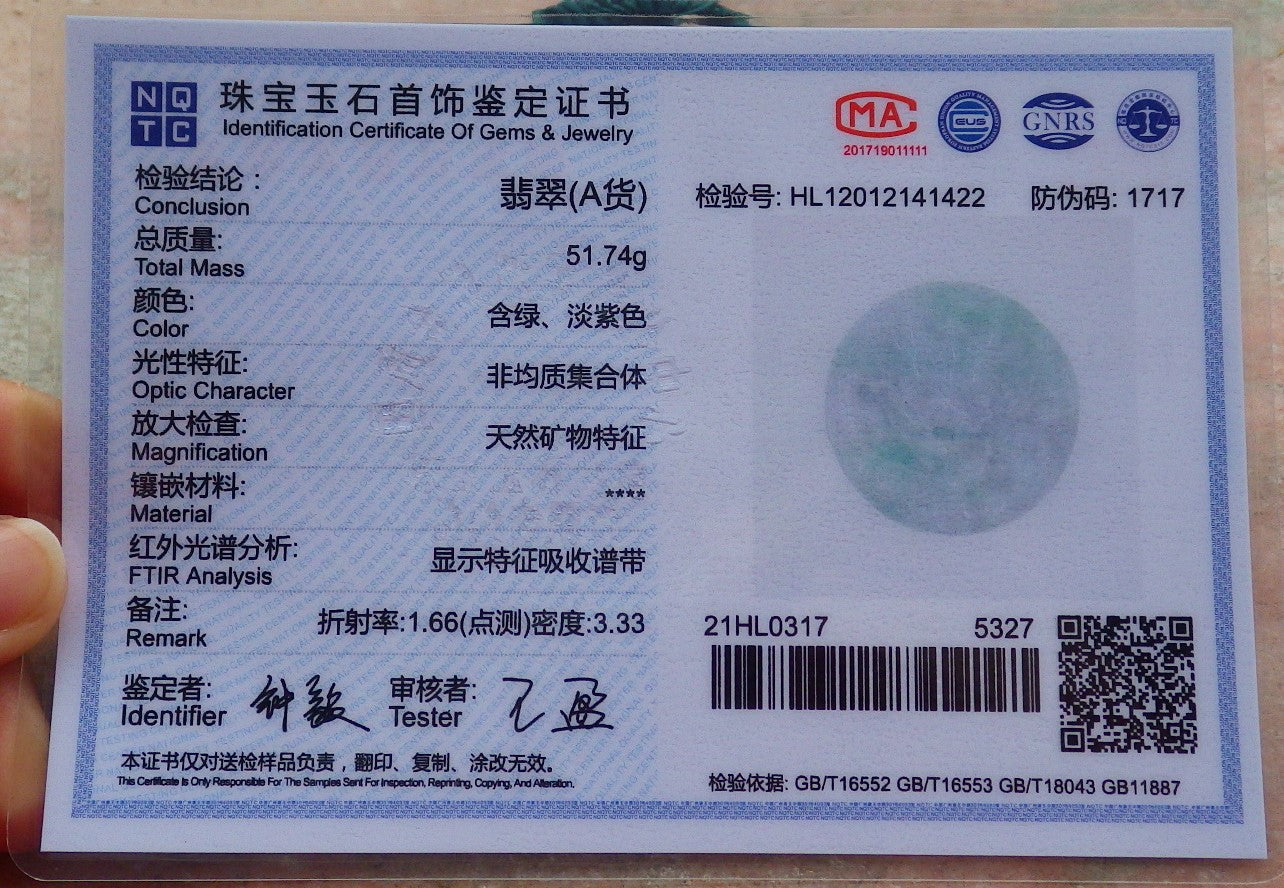 NQ
TC
珠宝玉石首饰鉴定证书
Identification Certificate Of Gems & Jewelry
检验结论：
翡翠(A货)
Conclusion
总质量:
51.74g
Total Mass
颜色:
含绿、淡紫色
Color
光性特征:
非均质集合体
Optic Character
放大检查:
天然矿物特征
Magnification
镶嵌材料:
****
Material
红外光谱分析:
显示特征吸收谱带
FTIR Analysis
备注:
折射率:1.66(点测)密度:3.33
Remark
鉴定者:
Identifier
审核者:
Tester
本证书仅对送检样品负责，翻印、复制、涂改无效。
This Certificate Is Only Responsible For The Samples Sent For Inspection, Reprinting, Copying, And Alteration.
MA
201719011111
GNRS
检验号: HL12012141422 防伪码: 1717
21HL0317 5327
检验依据: GB/T16552 GB/T16553 GB/T18043 GB11887